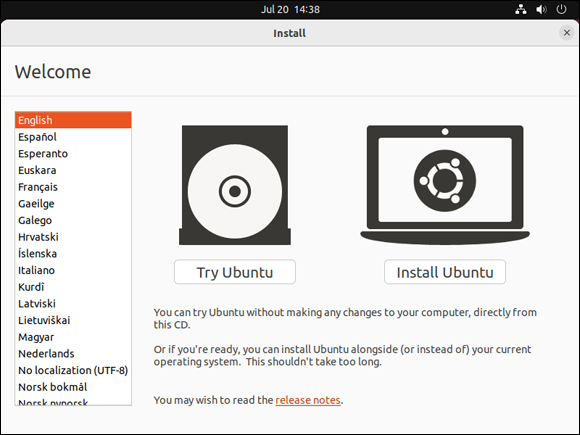 Jul 20 14:38
Install
Welcome
English
Español
Esperanto
Euskara
Français
Gaeilge
Galego
Hrvatski
Íslenska
Italiano
Kurdî
Latviski
Lietuviškai
Magyar
Nederlands
No localization (UTF-8)
Norsk bokmål
Norsk nynorsk
Try Ubuntu
Install Ubuntu
You can try Ubuntu without making any changes to your computer, directly from
this CD.
Or if you're ready, you can install Ubuntu alongside (or instead of) your current
operating system. This shouldn't take too long.
You may wish to read the release notes.